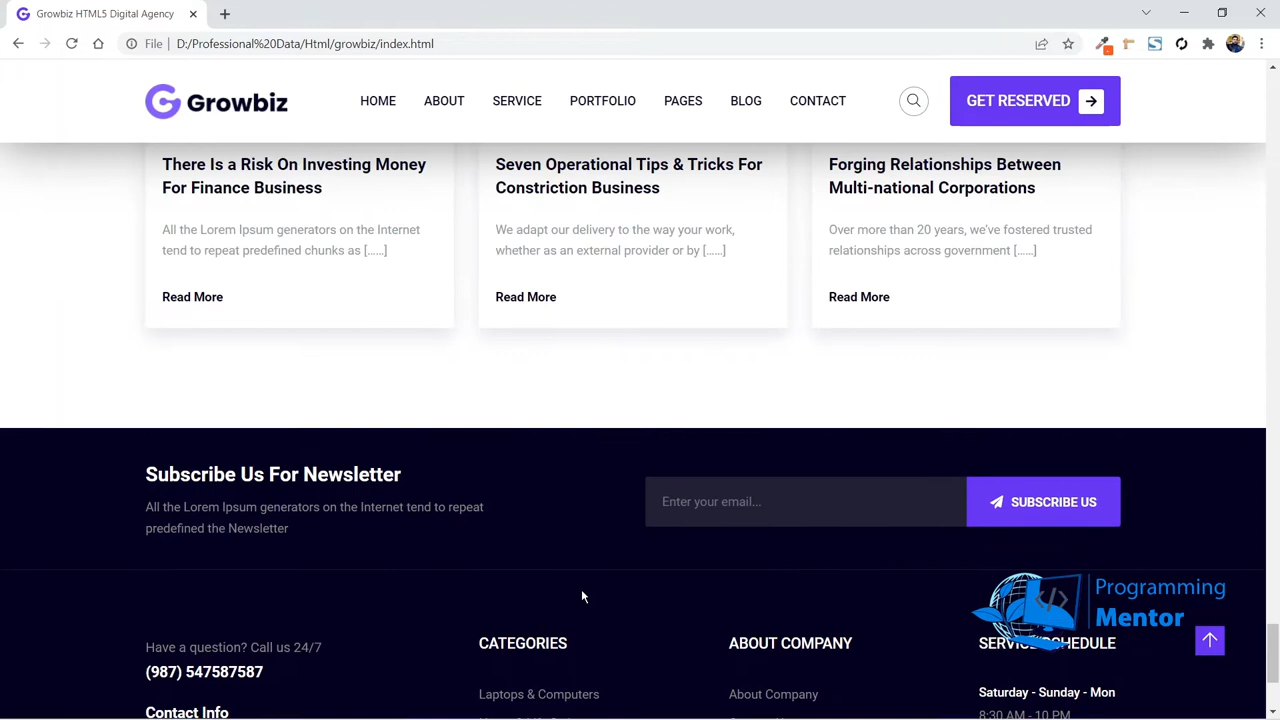 Growbiz HTML5 Digital Agency
File
D:/Professional%20Data/Html/growbiz/index.html
Growbiz
HOME
ABOUT
SERVICE
PORTFOLIO
PAGES
BLOG
CONTACT
GET RESERVED
There Is a Risk On Investing Money
For Finance Business
All the Lorem Ipsum generators on the Internet
tend to repeat predefined chunks as [……]
Read More
Seven Operational Tips & Tricks For
Constriction Business
We adapt our delivery to the way your work,
whether as an external provider or by [……]
Read More
Forging Relationships Between
Multi-national Corporations
Over more than 20 years, we've fostered trusted
relationships across government [……]
Read More
Subscribe Us For Newsletter
All the Lorem Ipsum generators on the Internet tend to repeat
predefined the Newsletter
Enter your email...
SUBSCRIBE US
Programming
Mentor
Have a question? Call us 24/7
(987) 547587587
Contact Info
CATEGORIES
Laptops & Computers
ABOUT COMPANY
About Company
SERVICE SCHEDULE
Saturday - Sunday - Mon
8:30 AM - 10 PM